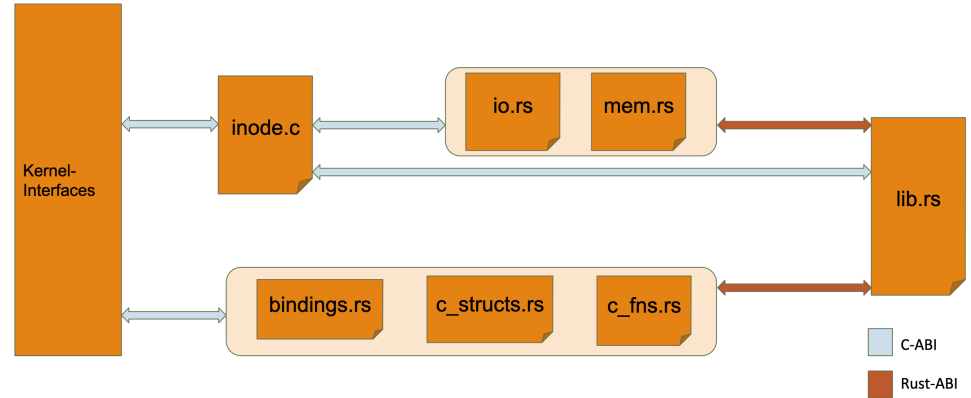 io.rs
mem.rs
inode.c
Kernel-
Interfaces
lib.rs
bindings.rs
c_structs.rs
c_fns.rs
C-ABI
Rust-ABI